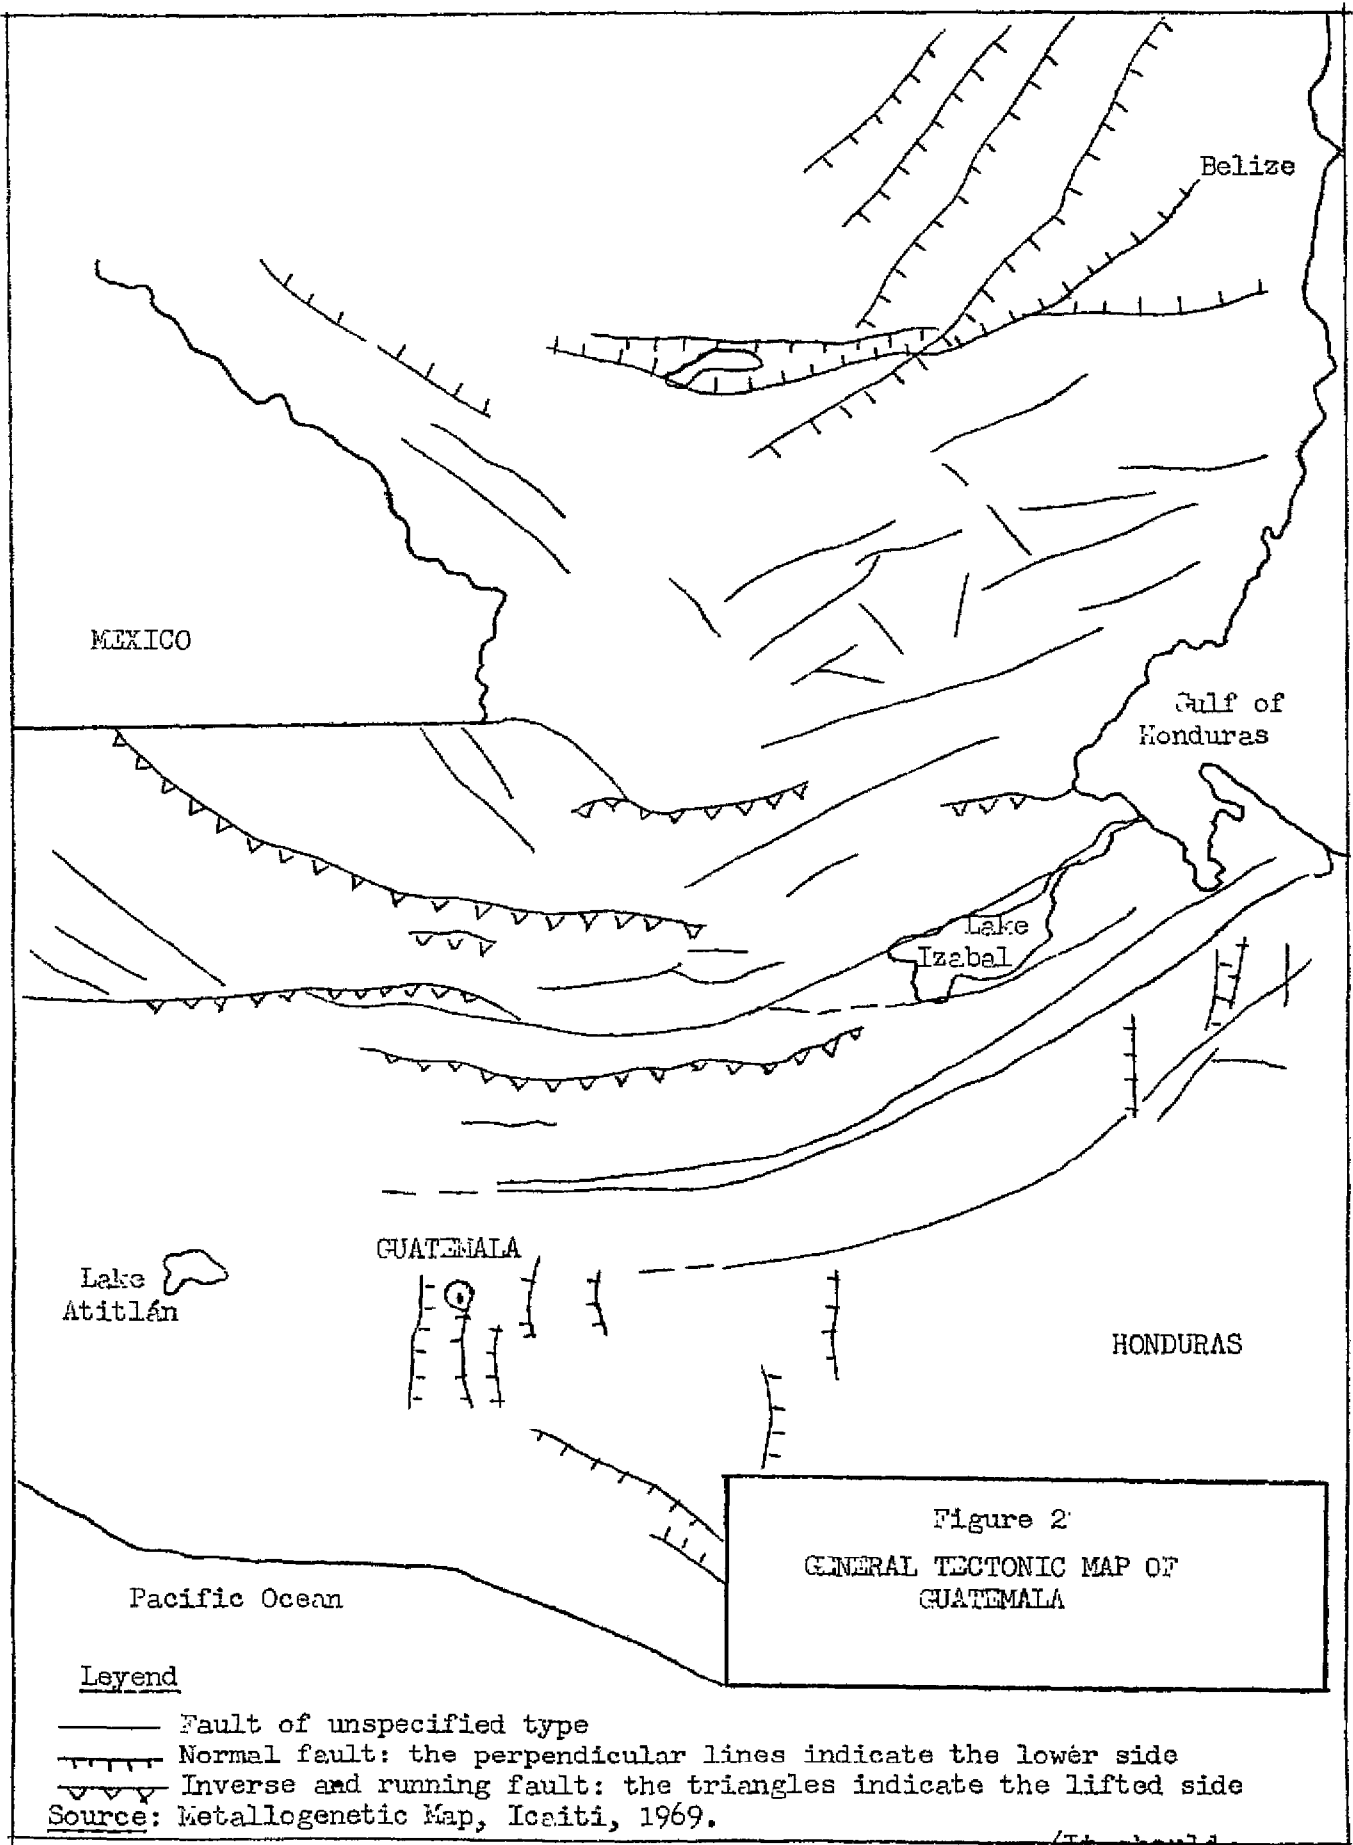 Belize
MEXICO
Gulf of
Honduras
Lake
Izabal
GUATEMALA
Lake
Atitlán
HONDURAS
Figure 2
GENERAL TECTONIC MAP OF
GUATEMALA
Pacific Ocean
Leyend
Fault of unspecified type
Normal fault: the perpendicular lines indicate the lower side
Inverse and running fault: the triangles indicate the lifted side
Source: Metallogenetic Map, Icaiti, 1969.
/It should